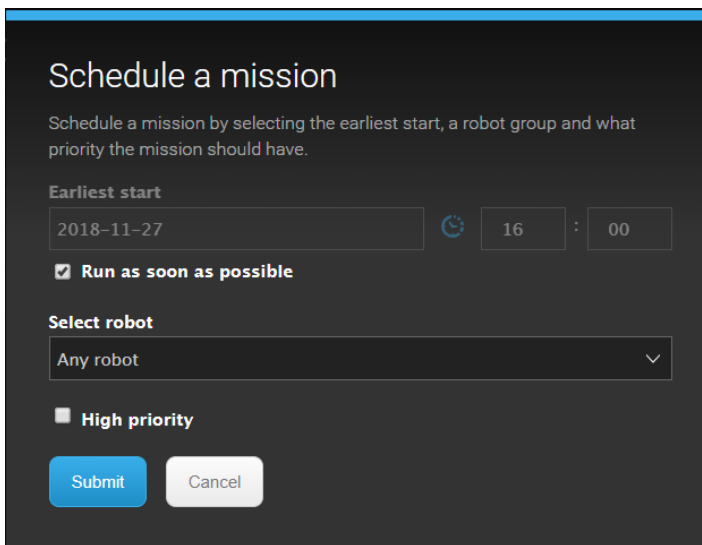 Schedule a mission
Schedule a mission by selecting the earliest start, a robot group and what
priority the mission should have.
Earliest start
2018-11-27 16 : 00
Run as soon as possible
Select robot
Any robot
High priority
Submit Cancel